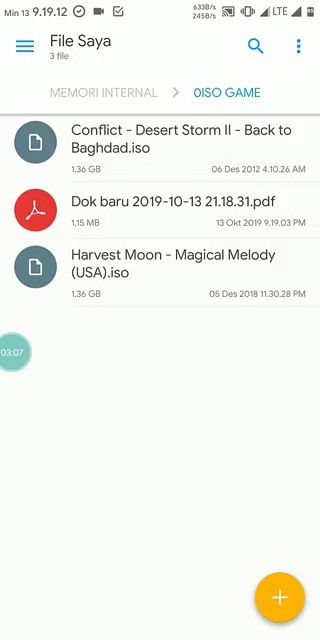 Min 13 9.19.12
633B/s
245B/s
LTE
File Saya
3 file
MEMORI INTERNAL
0ISO GAME
Conflict - Desert Storm II - Back to
Baghdad.iso
1,36 GB
06 Des 2012 4.10.26 AM
Dok baru 2019-10-13 21.18.31.pdf
1,15 MB
13 Okt 2019 9.19.03 PM
Harvest Moon - Magical Melody
(USA).iso
1,36 GB
05 Des 2018 11.30.28 PM
03:07